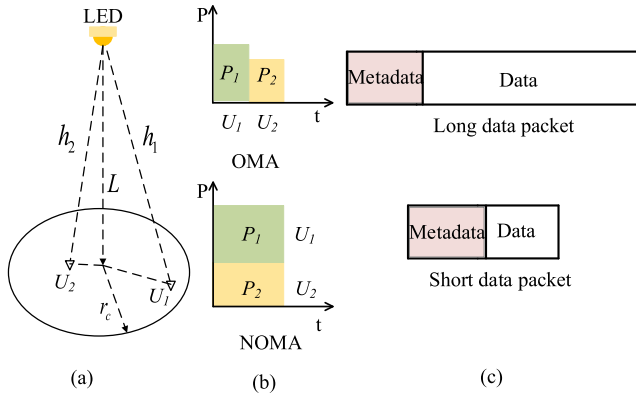 LED
h₂
h₁
L
U₂
U₁
r_c
(a)
P
P₁
P₂
t
U₁
U₂
OMA
P
P₁
U₁
P₂
U₂
t
NOMA
(b)
Metadata
Data
Long data packet
Metadata
Data
Short data packet
(c)